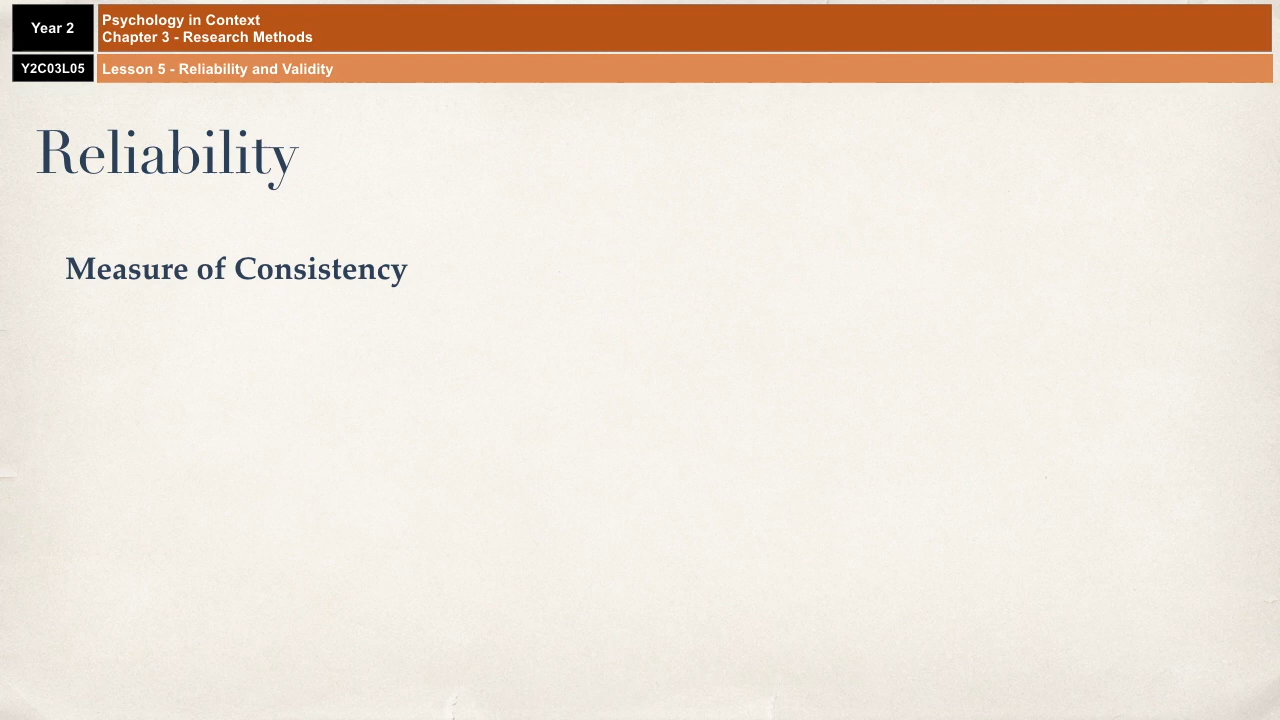 Year 2
Psychology in Context
Chapter 3 - Research Methods
Y2C03L05
Lesson 5 - Reliability and Validity
Reliability
Measure of Consistency